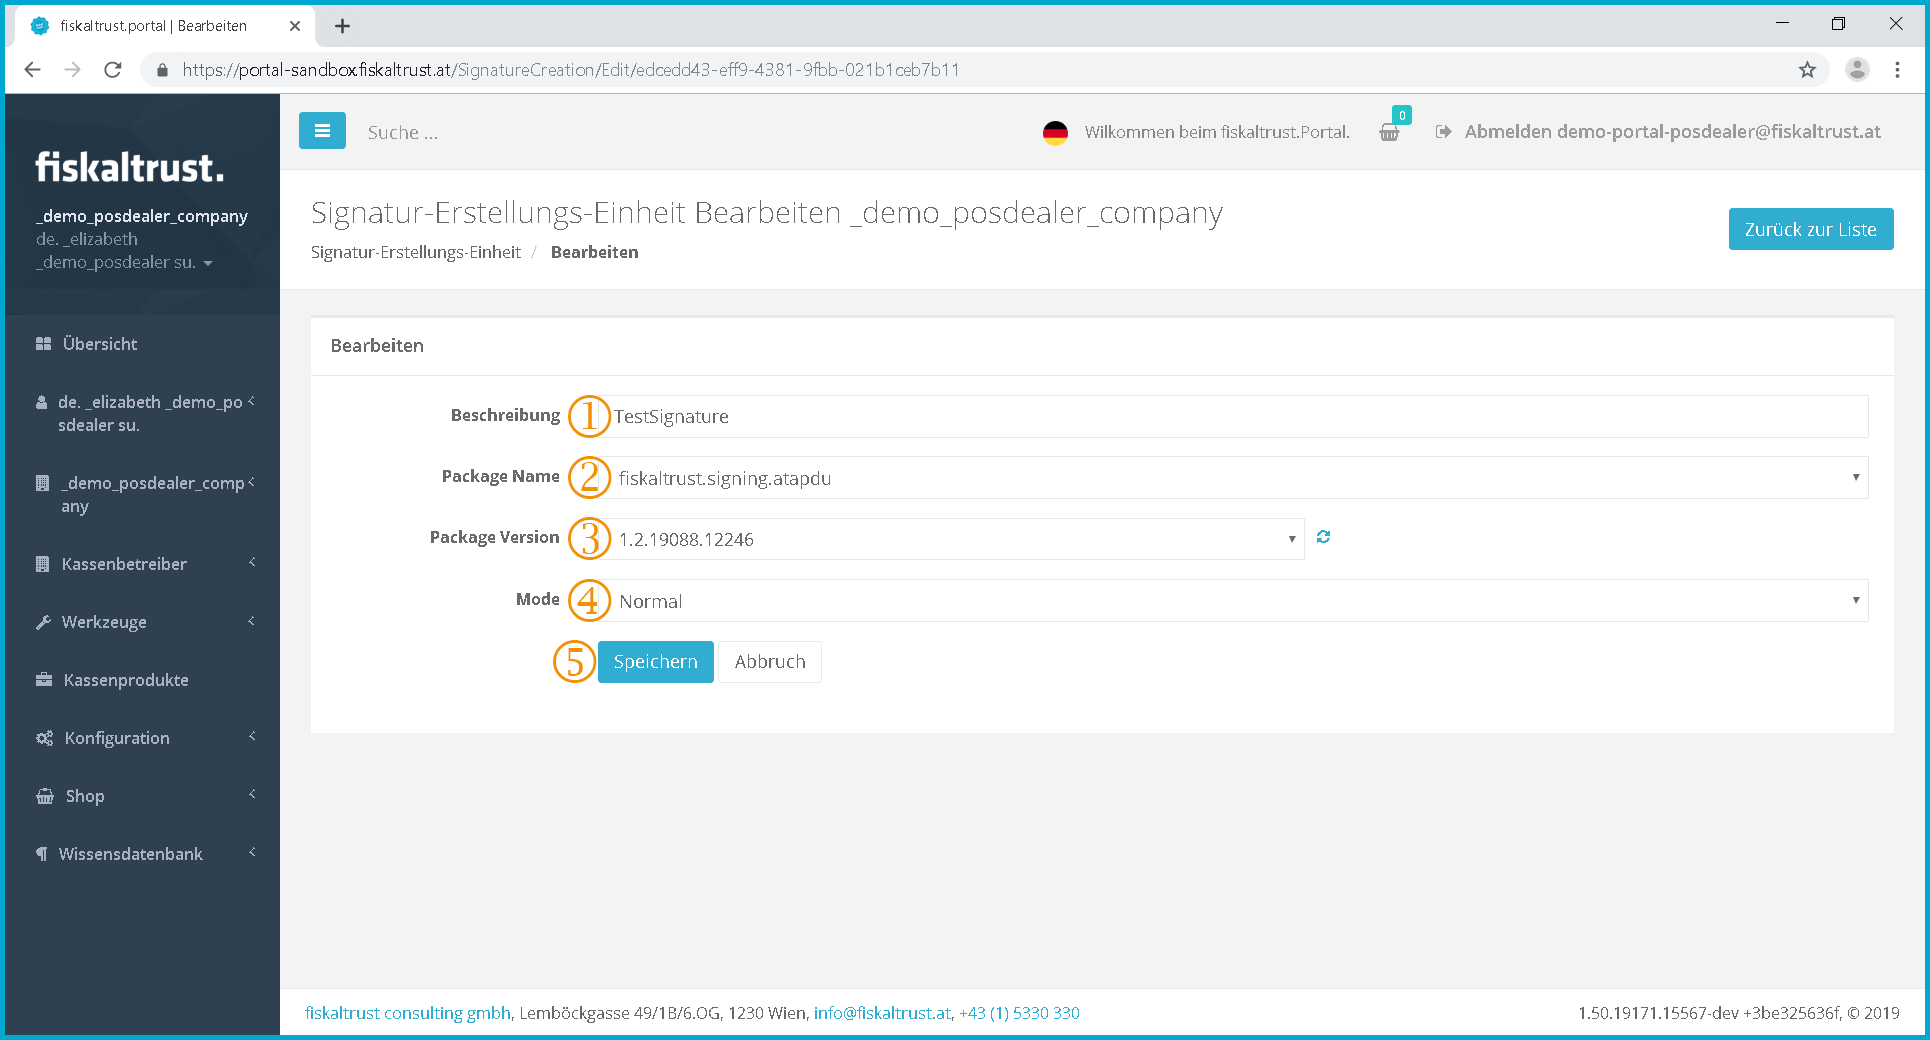 fiskaltrust.portal | Bearbeiten
https://portal-sandbox.fiskaltrust.at/SignatureCreation/Edit/edcedd43-eff9-4381-9fbb-021b1ceb7b11
fiskaltrust.
_demo_posdealer_company
de. _elizabeth
_demo_posdealer su.
Übersicht
de. _elizabeth _demo_po
sdealer su.
_demo_posdealer_comp
any
Kassenbetreiber
Werkzeuge
Kassenprodukte
Konfiguration
Shop
Wissensdatenbank
Suche ...
Wilkommen beim fiskaltrust.Portal.
0
Abmelden demo-portal-posdealer@fiskaltrust.at
Signatur-Erstellungs-Einheit Bearbeiten _demo_posdealer_company
Signatur-Erstellungs-Einheit / Bearbeiten
Zurück zur Liste
Bearbeiten
Beschreibung 1 TestSignature
Package Name 2 fiskaltrust.signing.atapdu
Package Version 3 1.2.19088.12246
Mode 4 Normal
5 Speichern Abbruch
fiskaltrust consulting gmbh, Lemböckgasse 49/1B/6.OG, 1230 Wien, info@fiskaltrust.at, +43 (1) 5330 330
1.50.19171.15567-dev +3be325636f, © 2019